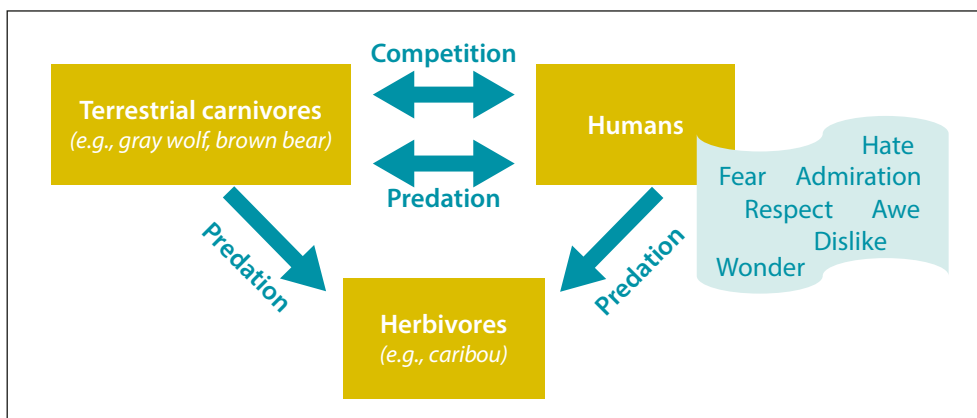 Competition
Terrestrial carnivores
(e.g., gray wolf, brown bear)
Humans
Predation
Hate
Fear Admiration
Respect Awe
Dislike
Wonder
Predation
Predation
Herbivores
(e.g., caribou)